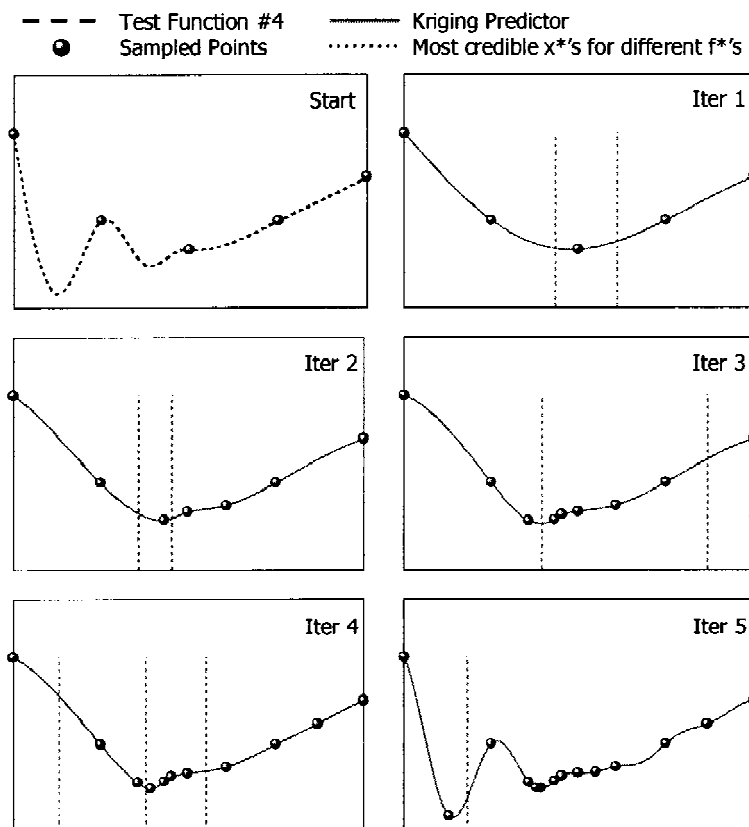 Test Function #4
Kriging Predictor
Sampled Points
Most credible x*'s for different f*'s
Start
Iter 1
Iter 2
Iter 3
Iter 4
Iter 5